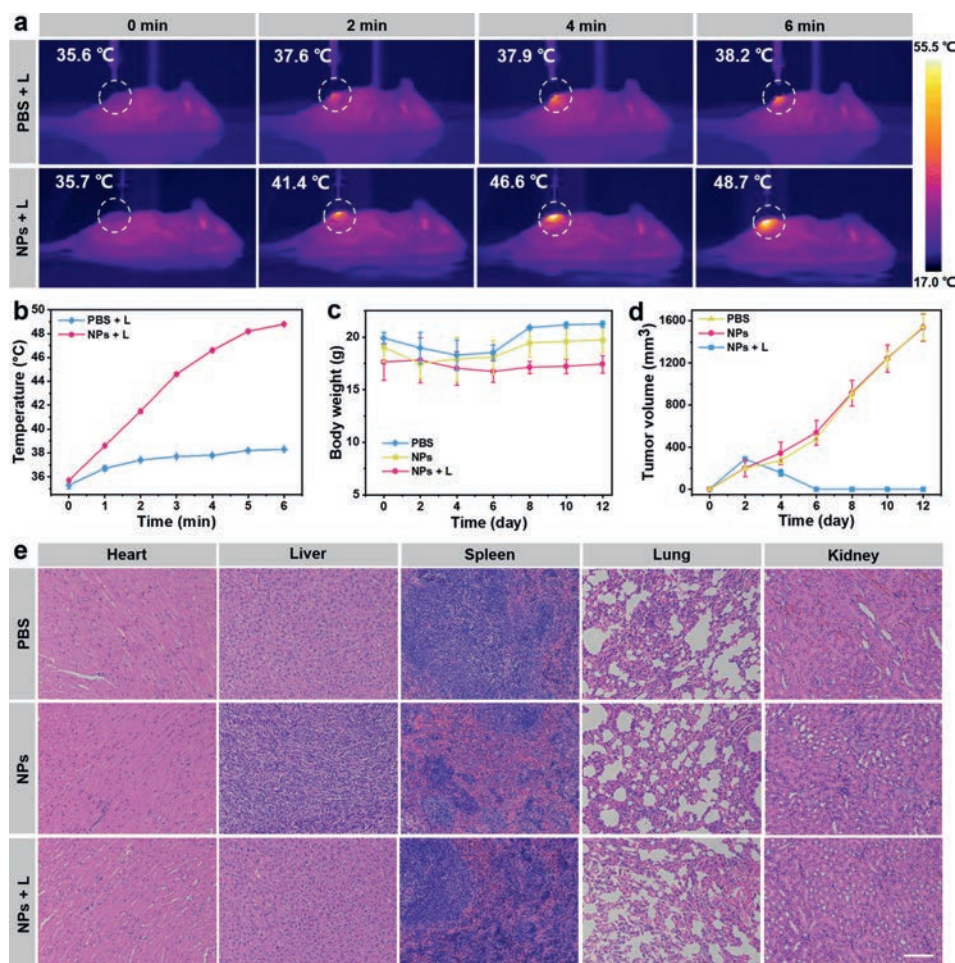 a
0 min 2 min 4 min 6 min
PBS + L
35.6 ℃ 37.6 ℃ 37.9 ℃ 38.2 ℃
55.5 ℃
NPs + L
35.7 ℃ 41.4 ℃ 46.6 ℃ 48.7 ℃
17.0 ℃
b
PBS + L
NPs + L
Temperature (°C)
50
48
44
40
36
0 1 2 3 4 5 6
Time (min)
c
Body weight (g)
20
15
10
5
PBS
NPs
NPs + L
0 2 4 6 8 10 12
Time (day)
d
PBS
NPs
NPs + L
Tumor volume (mm³)
1600
1200
800
400
0
0 2 4 6 8 10 12
Time (day)
e
Heart Liver Spleen Lung Kidney
PBS
NPs
NPs + L